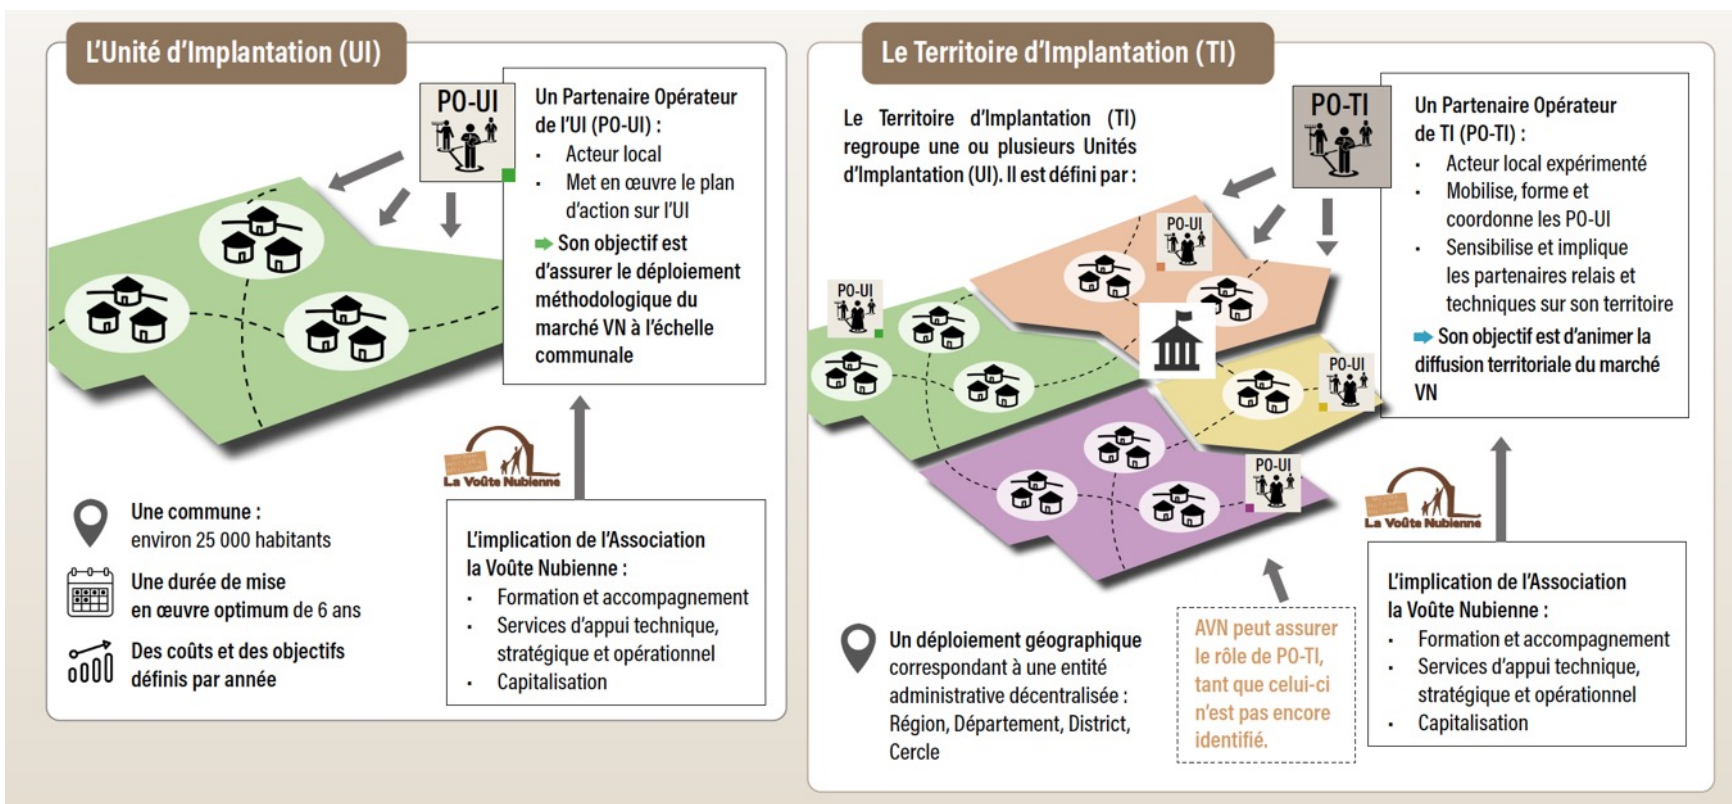 L'Unité d'Implantation (UI)
PO-UI
Un Partenaire Opérateur
de l'UI (PO-UI) :
· Acteur local
· Met en œuvre le plan
d'action sur l'UI
Son objectif est
d'assurer le déploiement
méthodologique du
marché VN à l'échelle
communale
La Voûte Nubienne
Une commune :
environ 25 000 habitants
Une durée de mise
en œuvre optimum de 6 ans
Des coûts et des objectifs
définis par année
L'implication de l'Association
la Voûte Nubienne :
· Formation et accompagnement
· Services d'appui technique,
stratégique et opérationnel
· Capitalisation
Le Territoire d'Implantation (TI)
Le Territoire d'Implantation (TI)
regroupe une ou plusieurs Unités
d'Implantation (UI). Il est défini par :
PO-TI
Un Partenaire Opérateur
de TI (PO-TI) :
· Acteur local expérimenté
· Mobilise, forme et
coordonne les PO-UI
· Sensibilise et implique
les partenaires relais et
techniques sur son territoire
Son objectif est d'animer la
diffusion territoriale du marché
VN
PO-UI
PO-UI
PO-UI
PO-UI
La Voûte Nubienne
Un déploiement géographique
correspondant à une entité
administrative décentralisée :
Région, Département, District,
Cercle
AVN peut assurer
le rôle de PO-TI,
tant que celui-ci
n'est pas encore
identifié.
L'implication de l'Association
la Voûte Nubienne :
· Formation et accompagnement
· Services d'appui technique,
stratégique et opérationnel
· Capitalisation